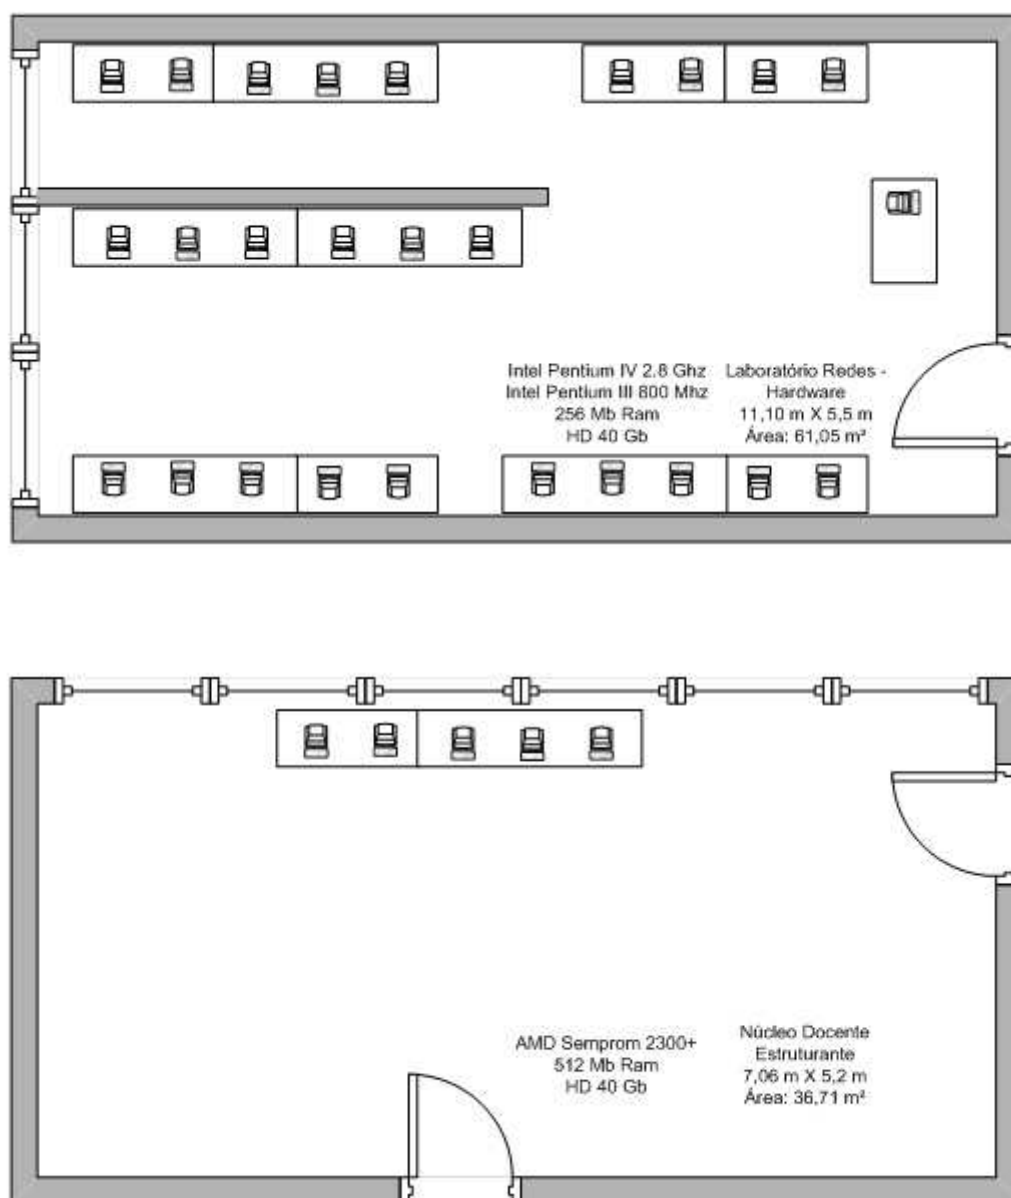 Intel Pentium IV 2.8 Ghz
Intel Pentium III 800 Mhz
256 Mb Ram
HD 40 Gb
Laboratório Redes -
Hardware
11,10 m X 5,5 m
Área: 61,05 m²
AMD Semprom 2300+
512 Mb Ram
HD 40 Gb
Núcleo Docente
Estruturante
7,06 m X 5,2 m
Área: 36,71 m²